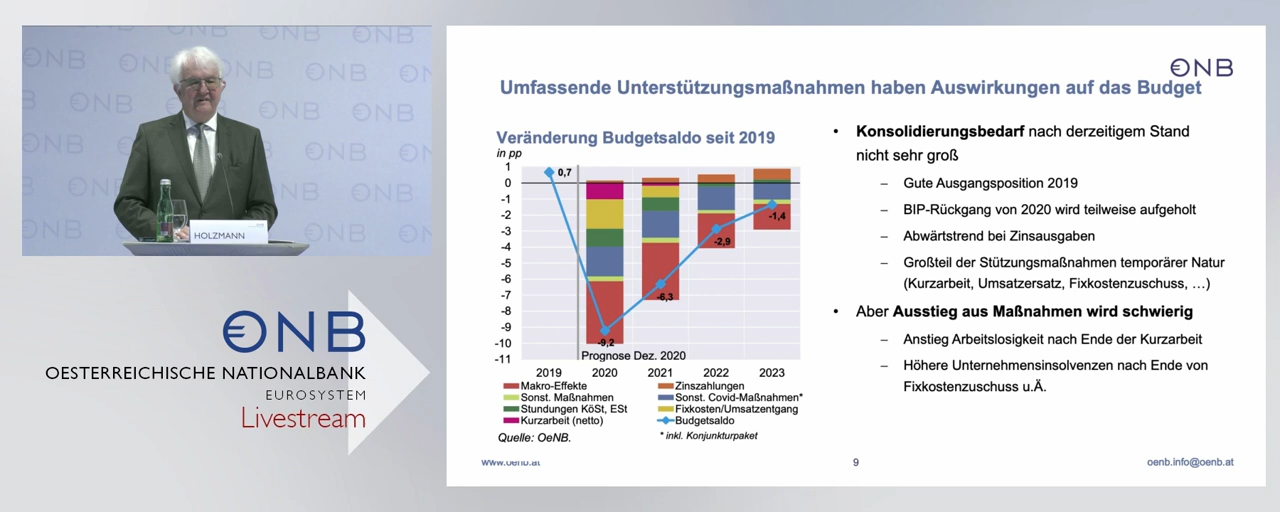 ONB
HOLZMANN
€NB
OESTERREICHISCHE NATIONALBANK
EUROSYSTEM
Livestream
€NB
Umfassende Unterstützungsmaßnahmen haben Auswirkungen auf das Budget
Veränderung Budgetsaldo seit 2019
in pp
1
0
-1
-2
-3
-4
-5
-6
-7
-8
-9
-10
-11
0,7
-9,2
-6,3
-2,9
-1,4
Prognose Dez. 2020
2019 2020 2021 2022 2023
Makro-Effekte Zinszahlungen
Sonst. Maßnahmen Sonst. Covid-Maßnahmen*
Stundungen KöSt, ESt Fixkosten/Umsatzentgang
Kurzarbeit (netto) Budgetsaldo
Quelle: OeNB. * inkl. Konjunkturpaket
• Konsolidierungsbedarf nach derzeitigem Stand
nicht sehr groß
– Gute Ausgangsposition 2019
– BIP-Rückgang von 2020 wird teilweise aufgeholt
– Abwärtstrend bei Zinsausgaben
– Großteil der Stützungsmaßnahmen temporärer Natur
(Kurzarbeit, Umsatzersatz, Fixkostenzuschuss, …)
• Aber Ausstieg aus Maßnahmen wird schwierig
– Anstieg Arbeitslosigkeit nach Ende der Kurzarbeit
– Höhere Unternehmensinsolvenzen nach Ende von
Fixkostenzuschuss u.Ä.
www.oenb.at 9 oenb.info@oenb.at